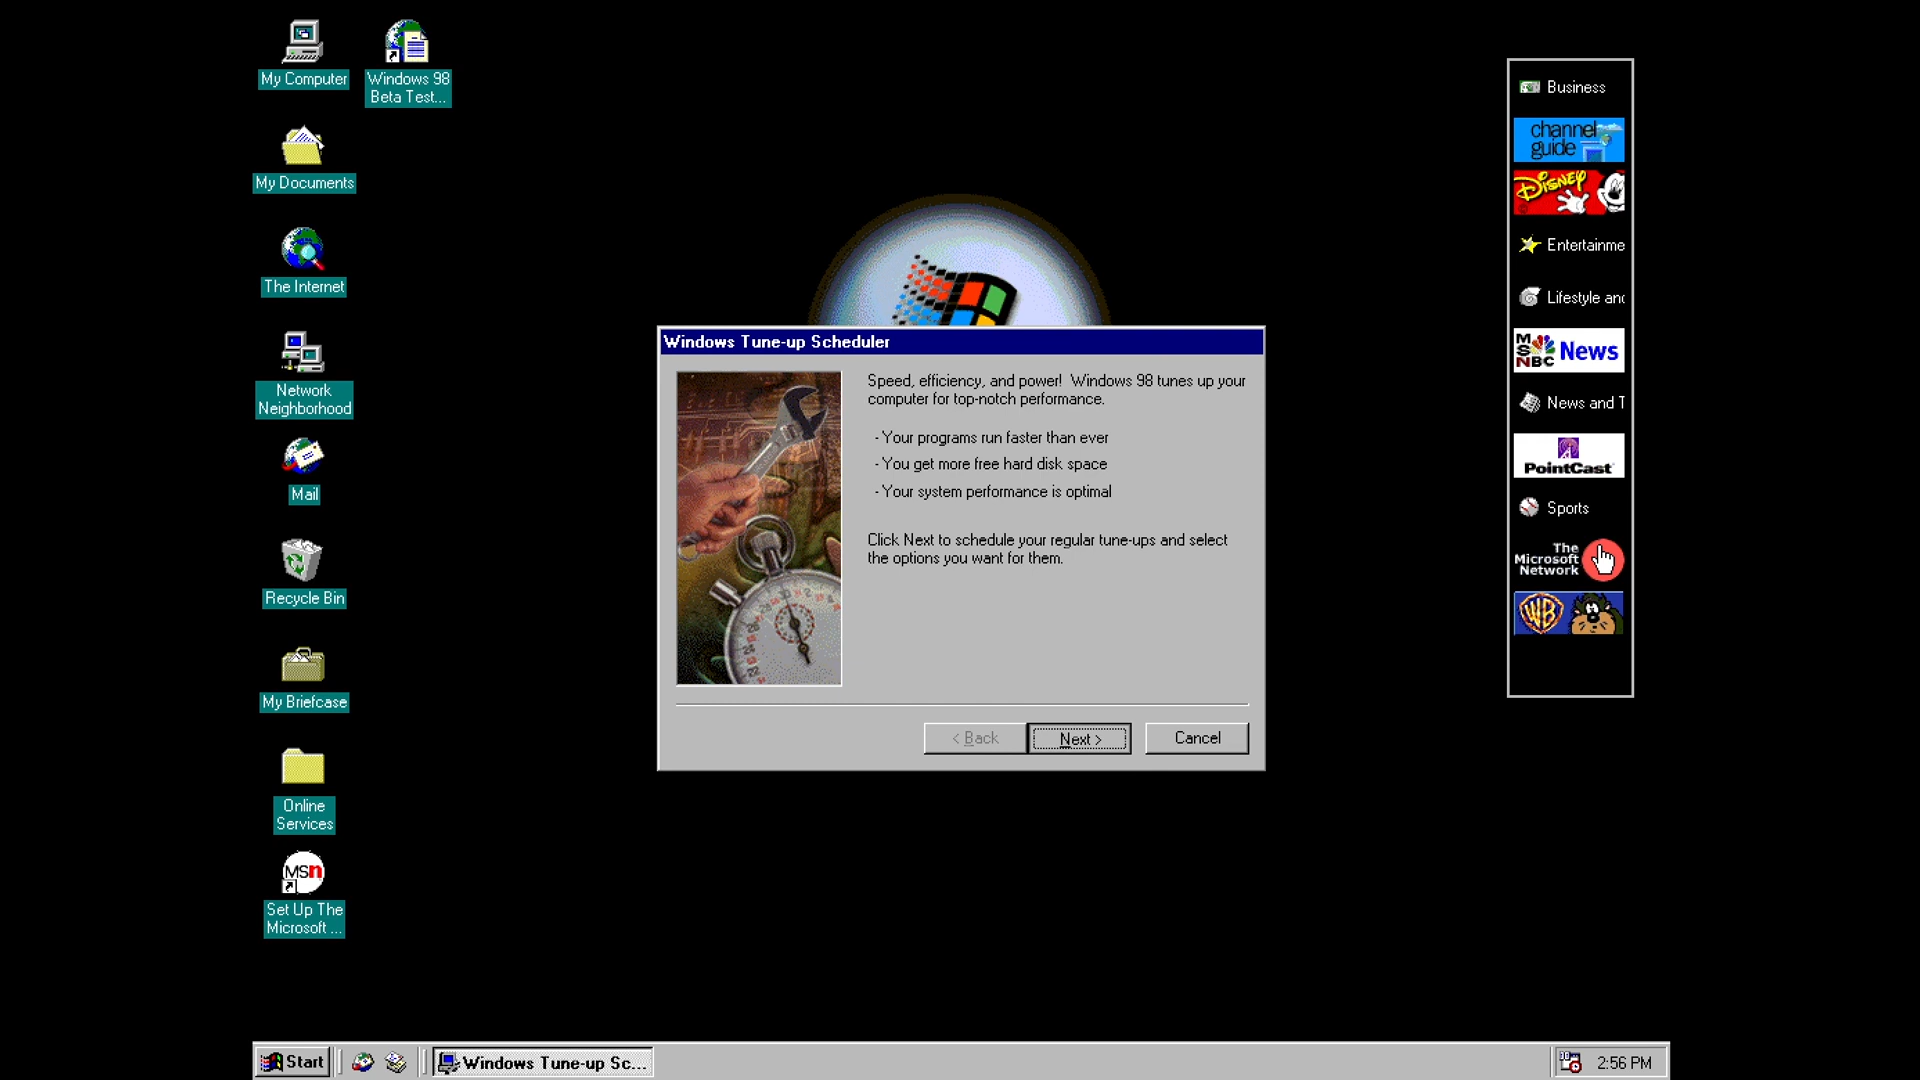 My Computer
Windows 98
Beta Test...
My Documents
The Internet
Network
Neighborhood
Mail
Recycle Bin
My Briefcase
Online
Services
MSn
Set Up The
Microsoft ...
Windows Tune-up Scheduler
Speed, efficiency, and power!  Windows 98 tunes up your
computer for top-notch performance.
- Your programs run faster than ever
- You get more free hard disk space
- Your system performance is optimal
Click Next to schedule your regular tune-ups and select
the options you want for them.
< Back
Next >
Cancel
Business
channel
guide
Disney
Entertainme
Lifestyle and
MSNBC News
News and T
PointCast
Sports
The
Microsoft
Network
WB
Start
Windows Tune-up Sc...
2:56 PM